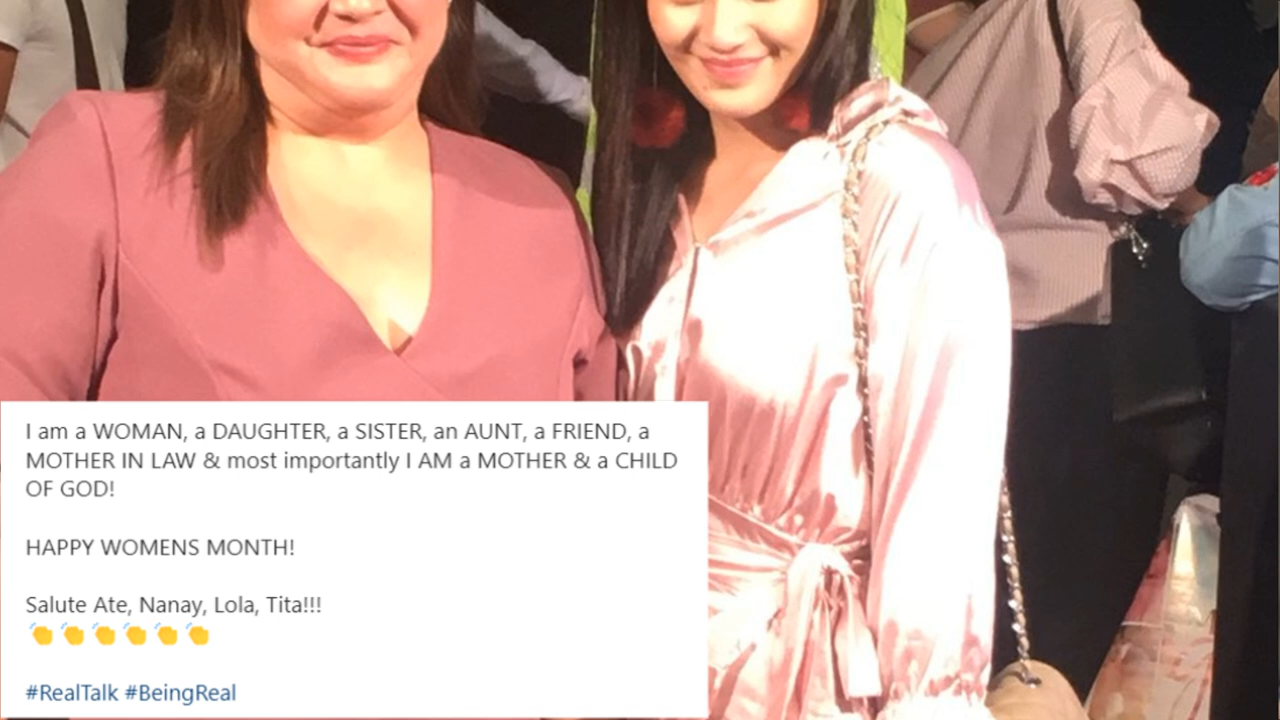 I am a WOMAN, a DAUGHTER, a SISTER, an AUNT, a FRIEND, a
MOTHER IN LAW & most importantly I AM a MOTHER & a CHILD
OF GOD!
HAPPY WOMENS MONTH!
Salute Ate, Nanay, Lola, Tita!!!
👏👏👏👏👏👏
#RealTalk #BeingReal